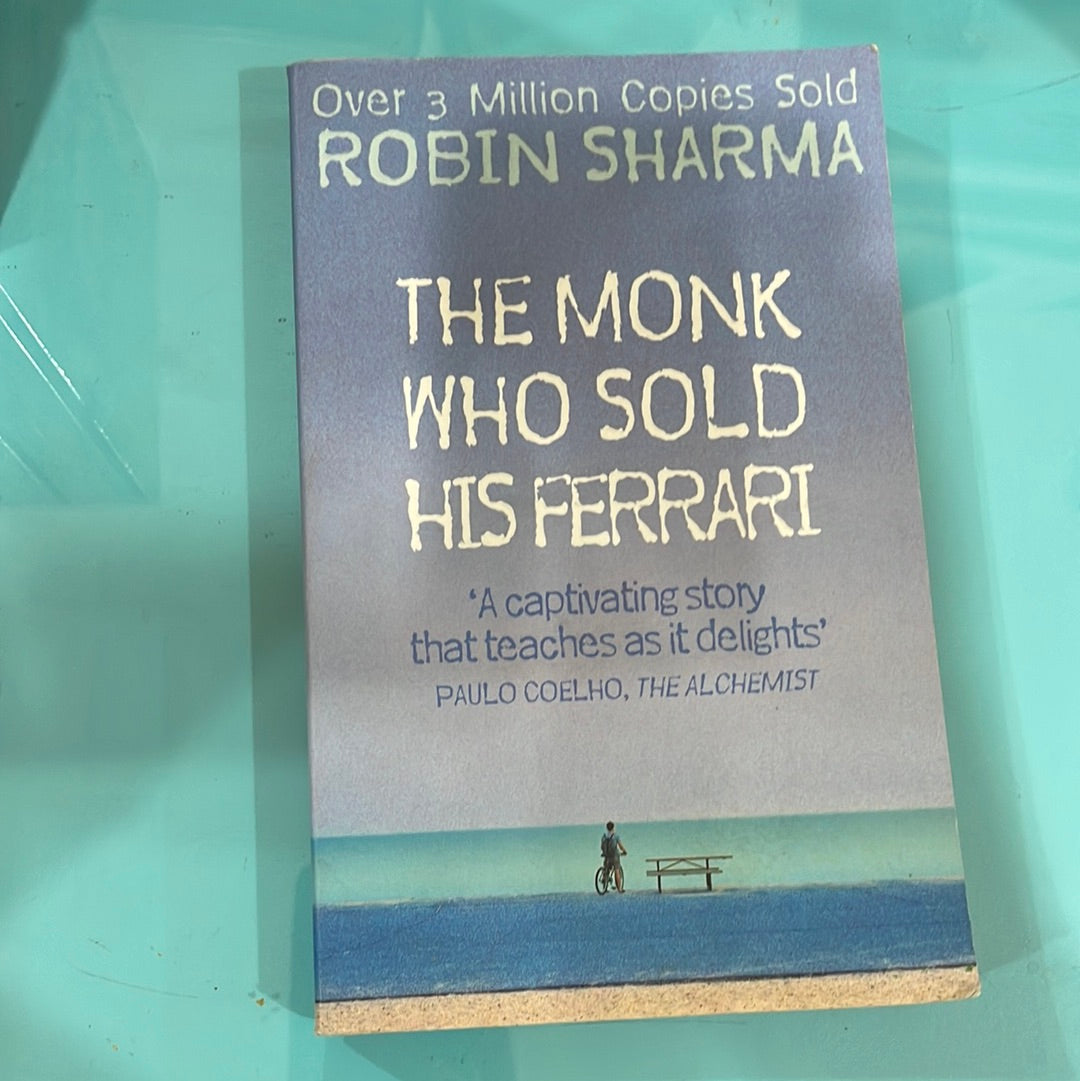 Over 3 Million Copies Sold
ROBIN SHARMA
THE MONK
WHO SOLD
HIS FERRARI
‘A captivating story
that teaches as it delights’
PAULO COELHO, THE ALCHEMIST